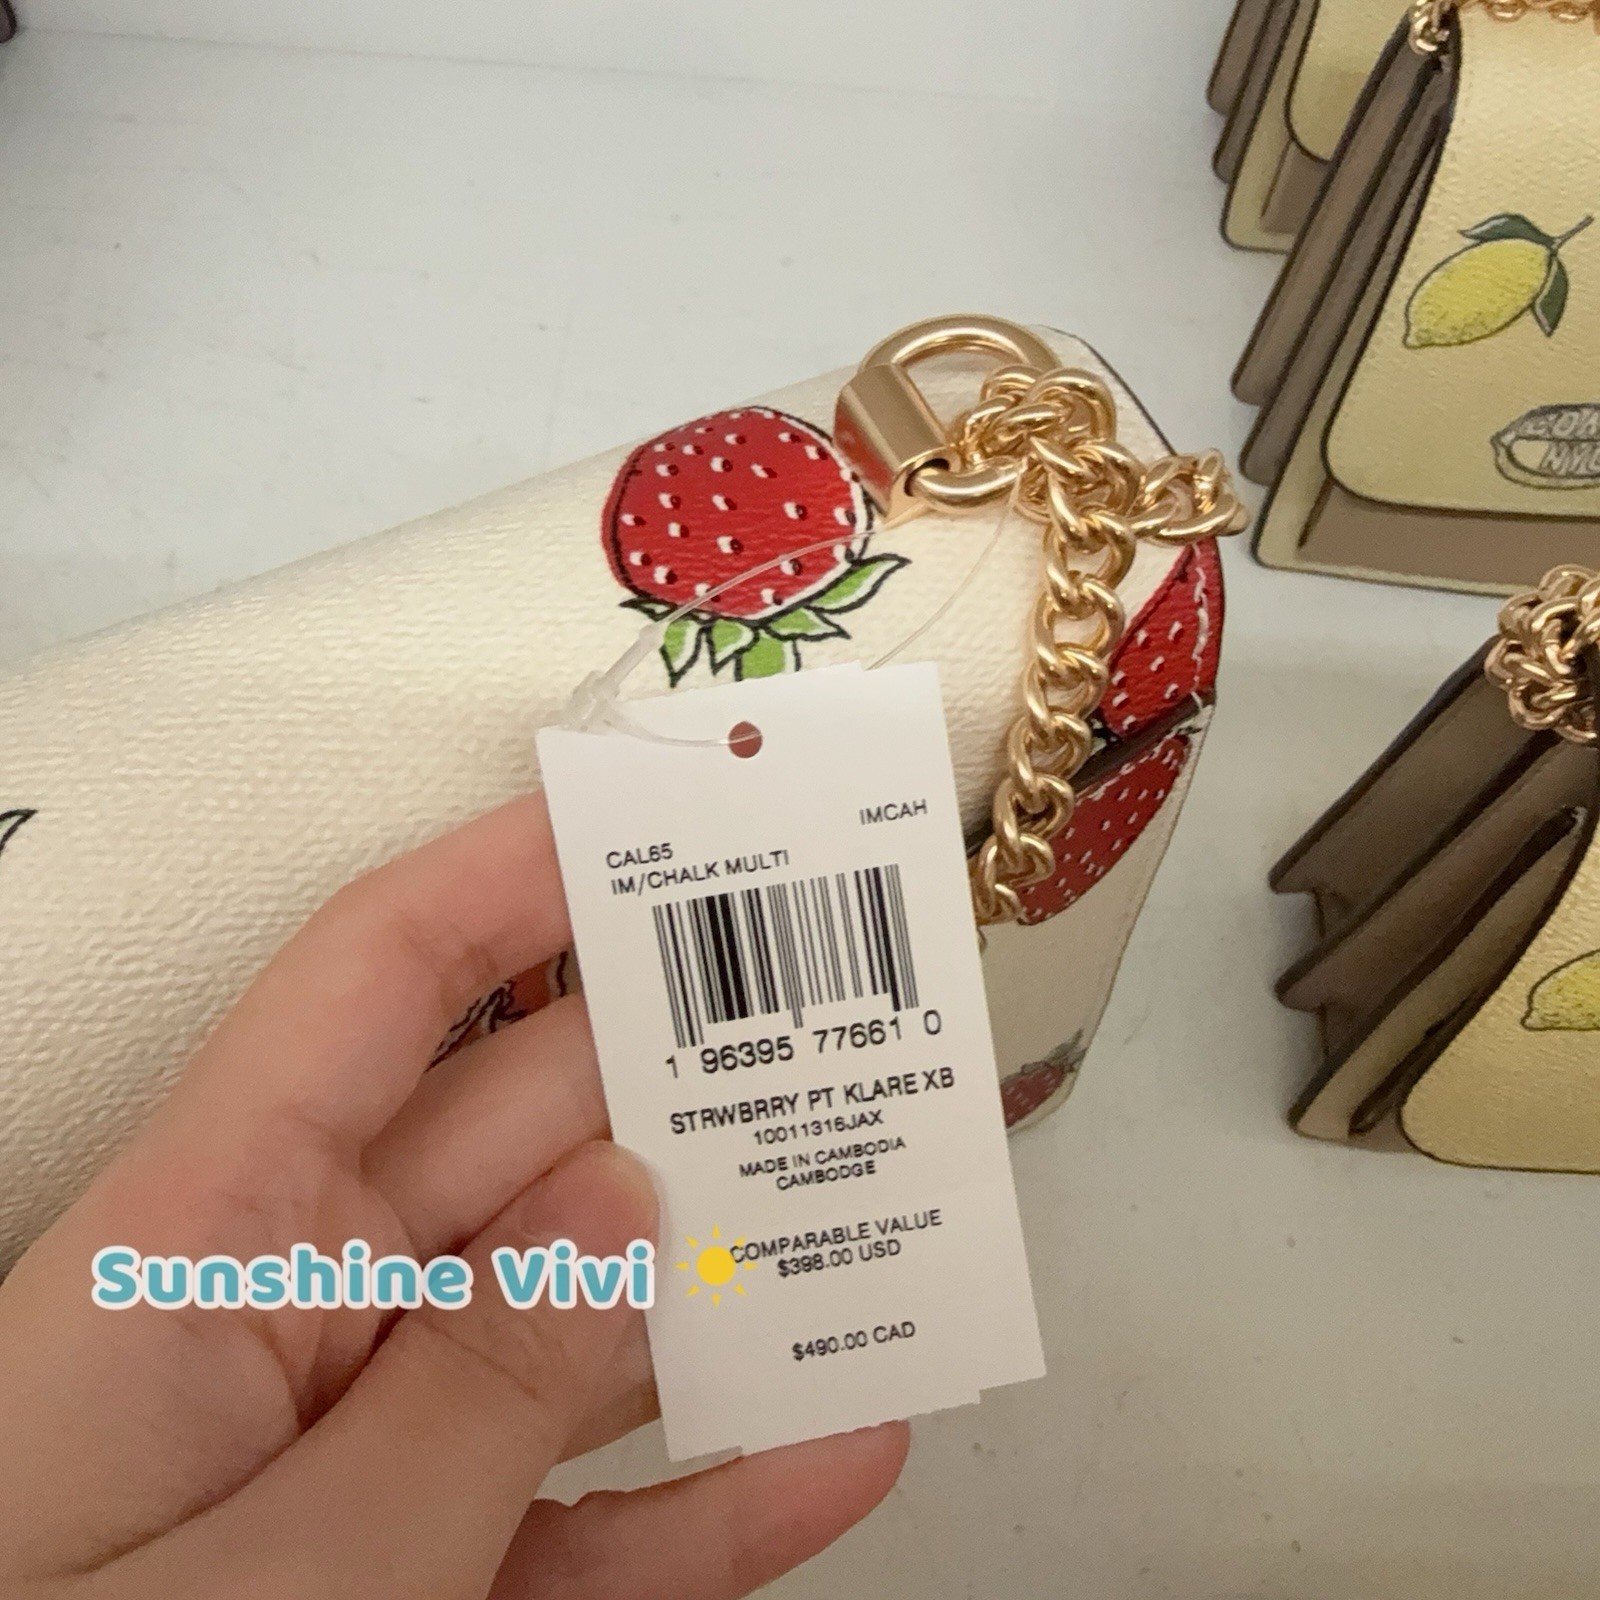 IMCAH
CAL65
IM/CHALK MULTI
1 96395 77661 0
STRWBRRY PT KLARE XB
10011316JAX
MADE IN CAMBODIA
CAMBODGE
COMPARABLE VALUE
$398.00 USD
$490.00 CAD
Sunshine Vivi